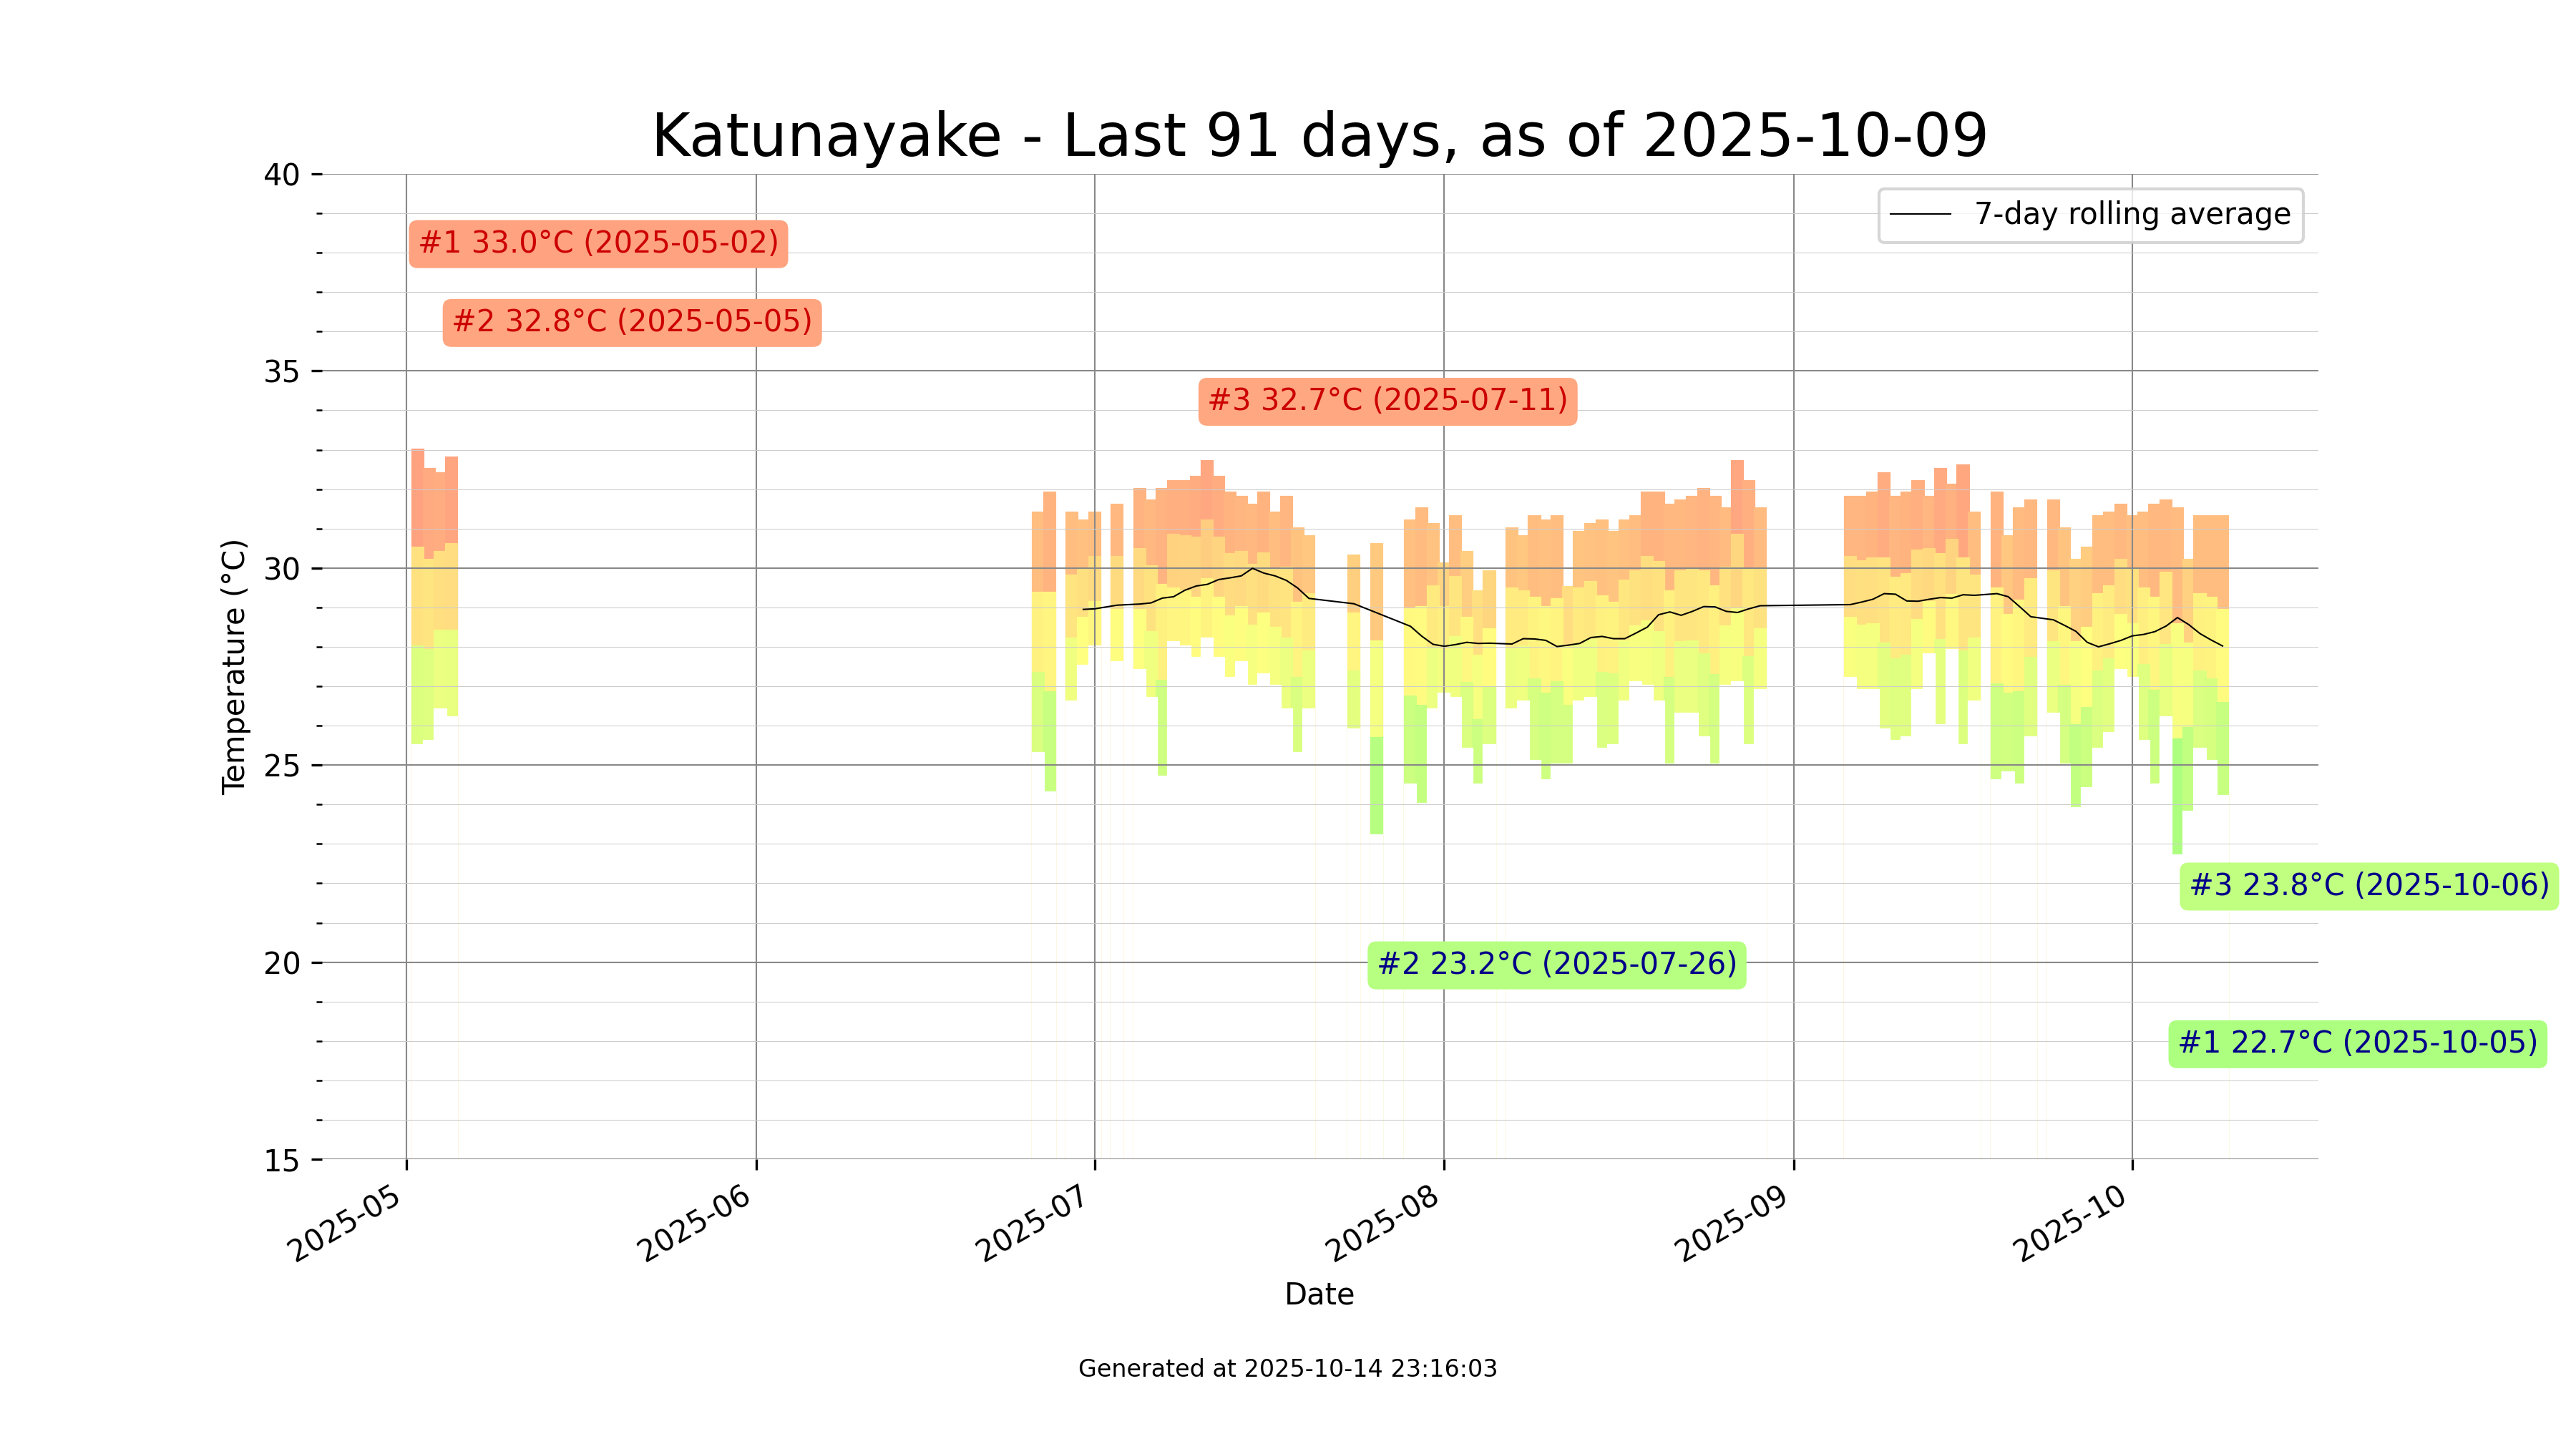 Katunayake - Last 91 days, as of 2025-10-09
7-day rolling average
#1 33.0°C (2025-05-02)
#2 32.8°C (2025-05-05)
#3 32.7°C (2025-07-11)
#3 23.8°C (2025-10-06)
#2 23.2°C (2025-07-26)
#1 22.7°C (2025-10-05)
Temperature (°C)
40
35
30
25
20
15
2025-05
2025-06
2025-07
2025-08
2025-09
2025-10
Date
Generated at 2025-10-14 23:16:03